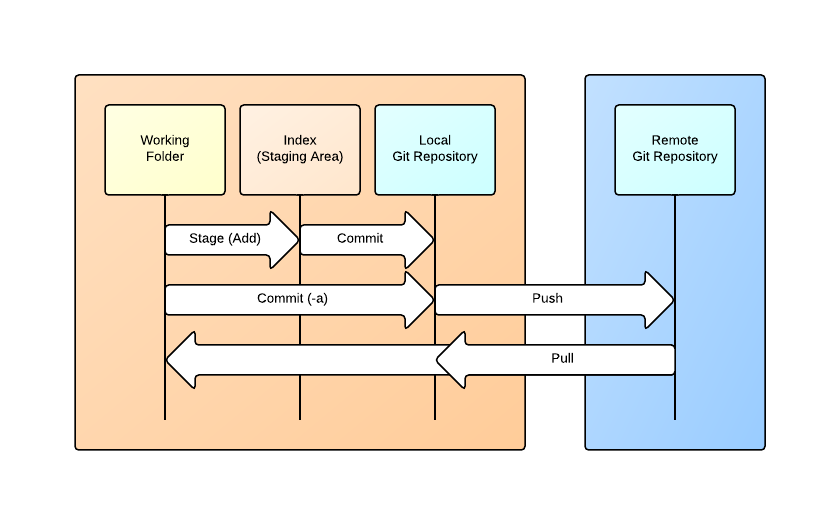 Working
Folder
Index
(Staging Area)
Local
Git Repository
Remote
Git Repository
Stage (Add)
Commit
Commit (-a)
Push
Pull